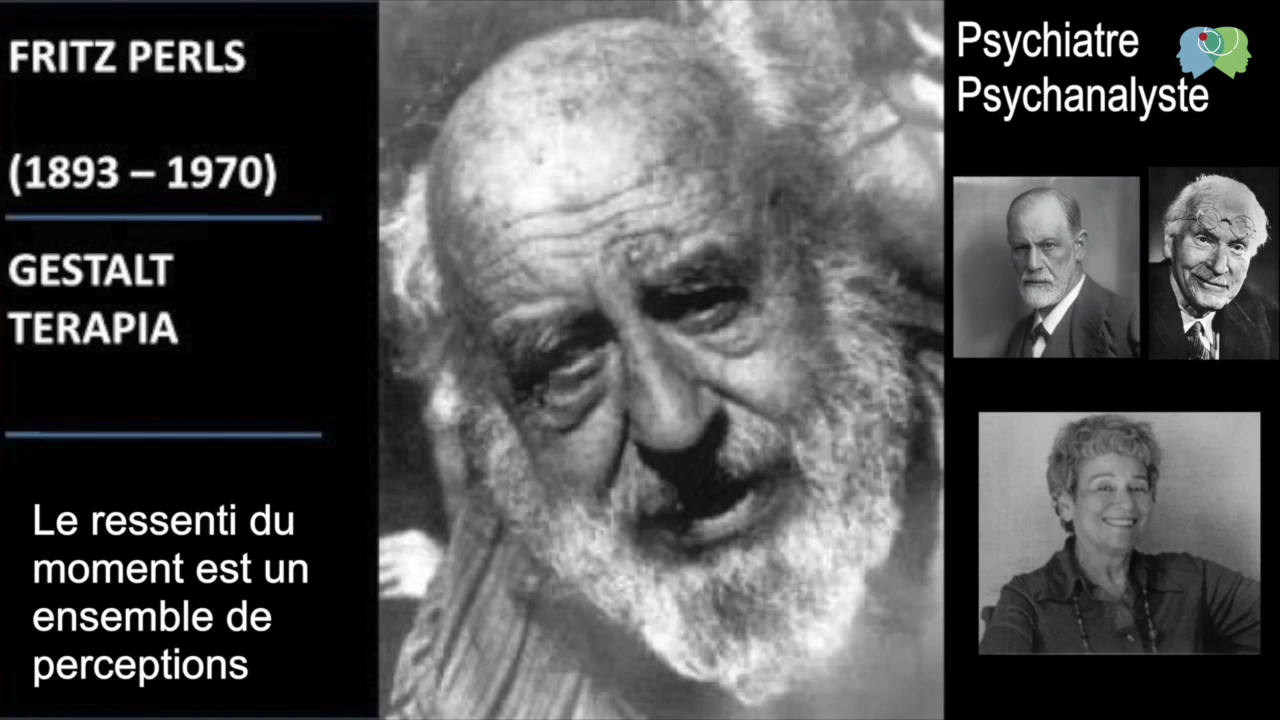 FRITZ PERLS
(1893 – 1970)
GESTALT
TERAPIA
Le ressenti du
moment est un
ensemble de
perceptions
Psychiatre
Psychanalyste